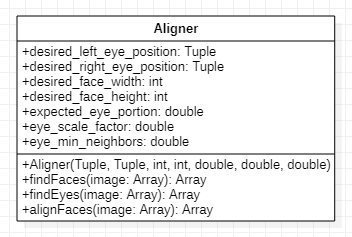 Aligner
+desired_left_eye_position: Tuple
+desired_right_eye_position: Tuple
+desired_face_width: int
+desired_face_height: int
+expected_eye_portion: double
+eye_scale_factor: double
+eye_min_neighbors: double
+Aligner(Tuple, Tuple, int, int, double, double, double)
+findFaces(image: Array): Array
+findEyes(image: Array): Array
+alignFaces(image: Array): Array